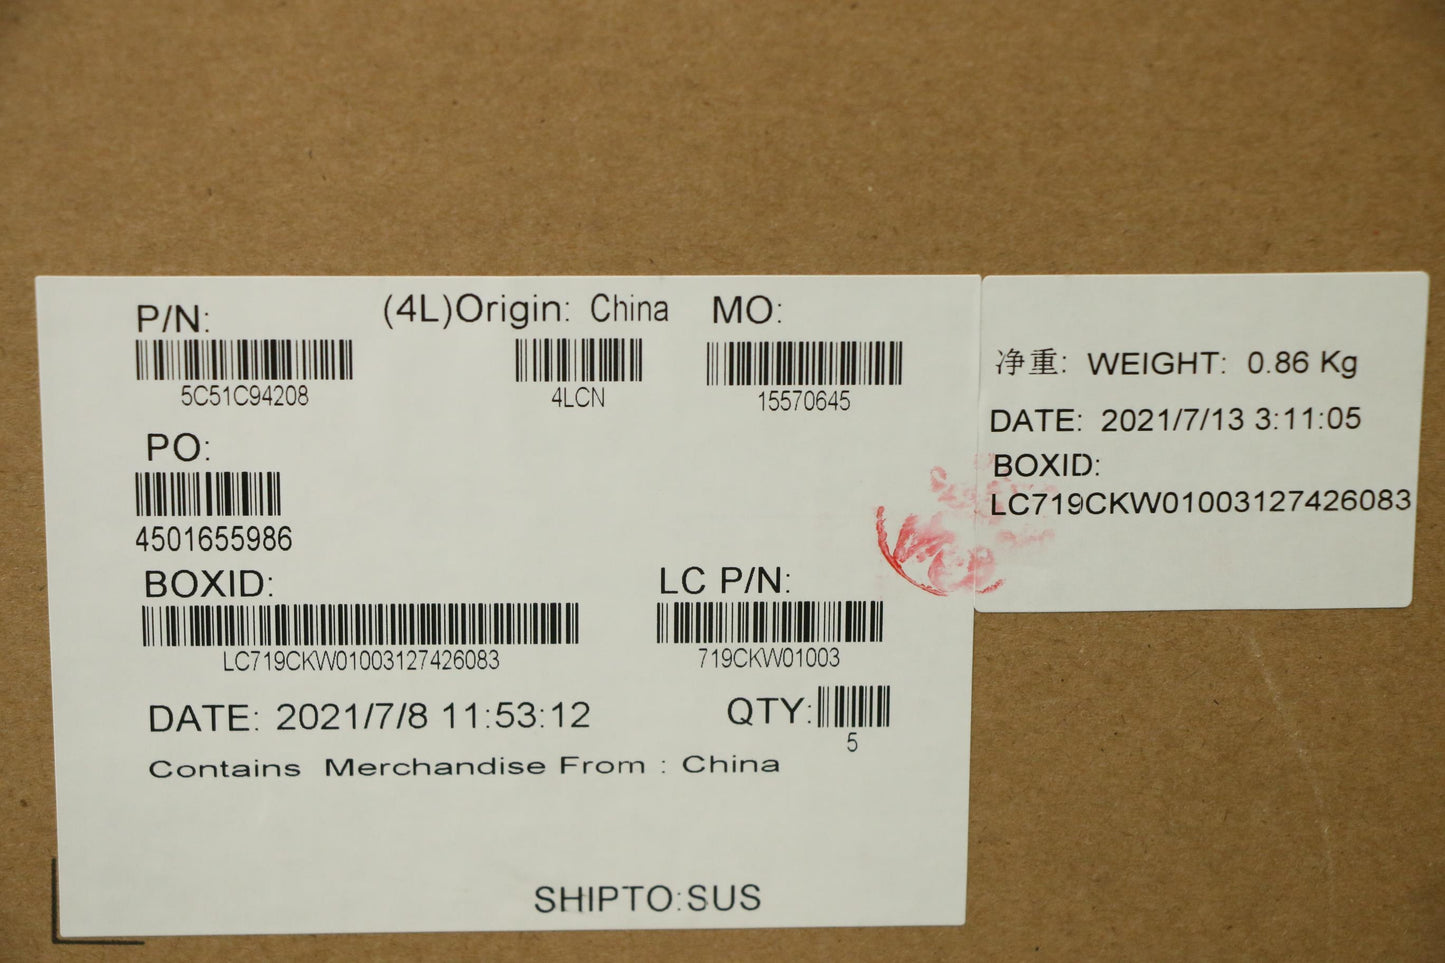 P/N:
(4L)Origin: China
MO:
5C51C94208
4LCN
15570645
PO:
4501655986
BOXID:
LC P/N:
LC719CKW01003127426083
719CKW01003
DATE: 2021/7/8 11:53:12
QTY:
5
Contains Merchandise From : China
SHIPTO:SUS
净重: WEIGHT: 0.86 Kg
DATE: 2021/7/13 3:11:05
BOXID:
LC719CKW01003127426083